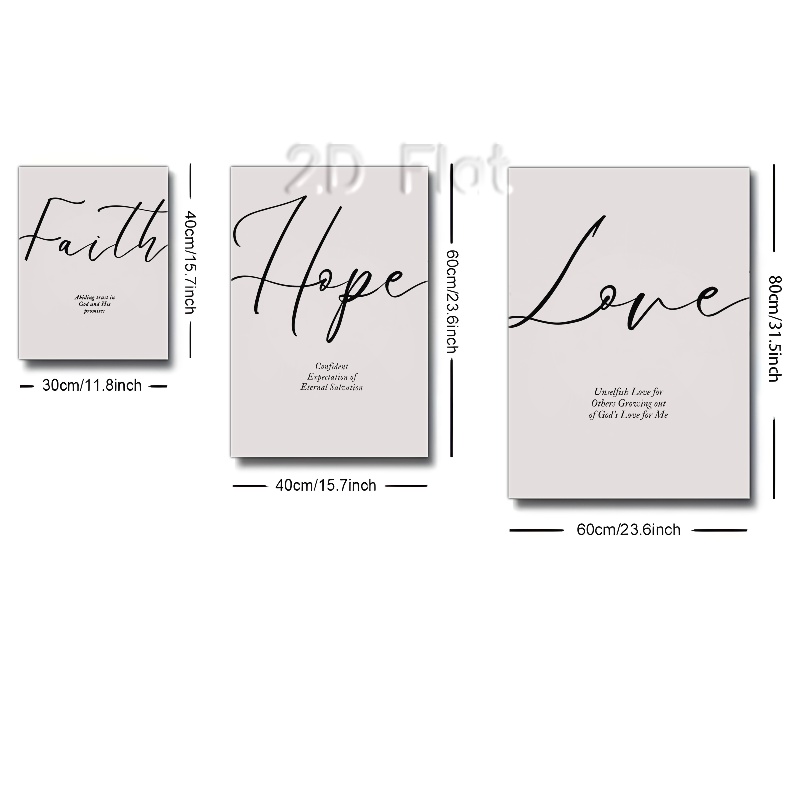 2D Flat
Faith
Abiding trust in
God and His
promises
40cm/15.7inch
30cm/11.8inch
Hope
Confident
Expectation of
Eternal Salvation
60cm/23.6inch
40cm/15.7inch
Love
Unselfish Love for
Others Growing out
of God's Love for Me
80cm/31.5inch
60cm/23.6inch